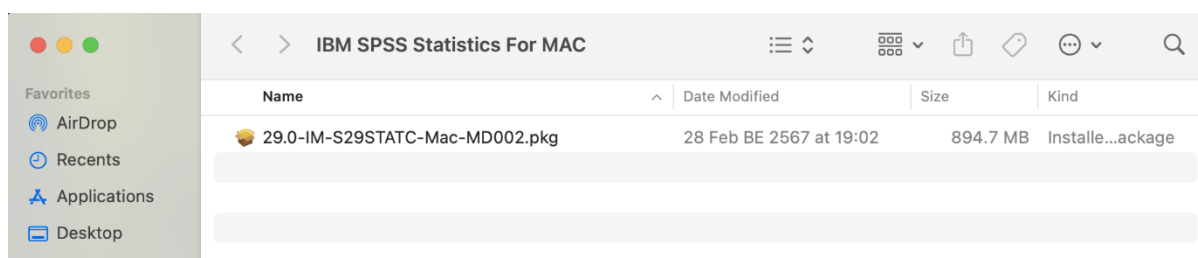 IBM SPSS Statistics For MAC
Favorites
AirDrop
Recents
Applications
Desktop
Name Date Modified Size Kind
29.0-IM-S29STATC-Mac-MD002.pkg 28 Feb BE 2567 at 19:02 894.7 MB Installe...ackage